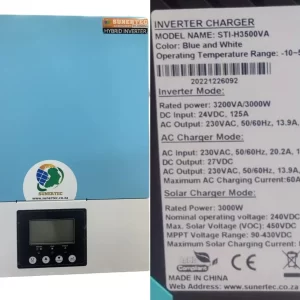 SUNERTEC
HYBRID INVERTER
SUNERTEC
www.sunertec.co.za
INVERTER CHARGER
MODEL NAME: STI-H3500VA
Color: Blue and White
Operating Temperature Range: -10~5
Inverter Mode:
Rated power: 3200VA/3000W
DC Input: 24VDC, 125A
AC Output: 230VAC, 50/60Hz, 13.9A
AC Charger Mode:
AC Input: 230VAC, 50/60Hz, 20.2A, 1
DC Output: 27VDC
AC Output: 230VAC, 50/60Hz, 13.9A,
Maximum AC Charging Current:60A
Solar Charger Mode:
Rated Power: 3000W
Nominal operating voltage: 240VDC
Max. Solar Voltage (VOC): 450VDC
MPPT Voltage Range: 90-430VDC
Maximum Solar Charging Current:
CE
RoHS
Compliant
MADE IN CHINA
Web Address: www.sunertec.co.za
20221226092